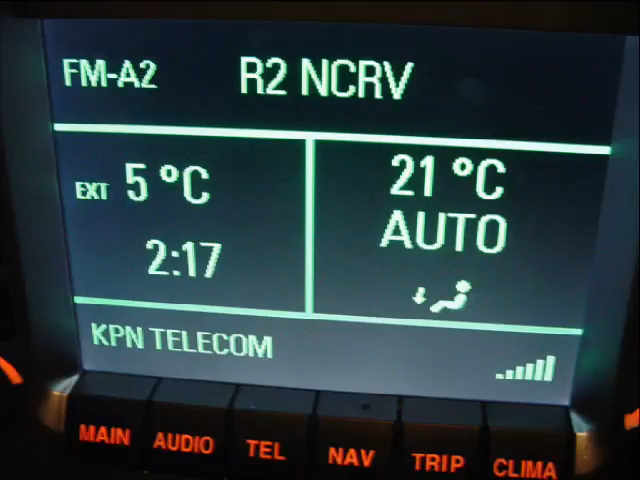 FM-A2 R2 NCRV
EXT 5 °C
2:17
21 °C
AUTO
KPN TELECOM
MAIN AUDIO TEL NAV TRIP CLIMA